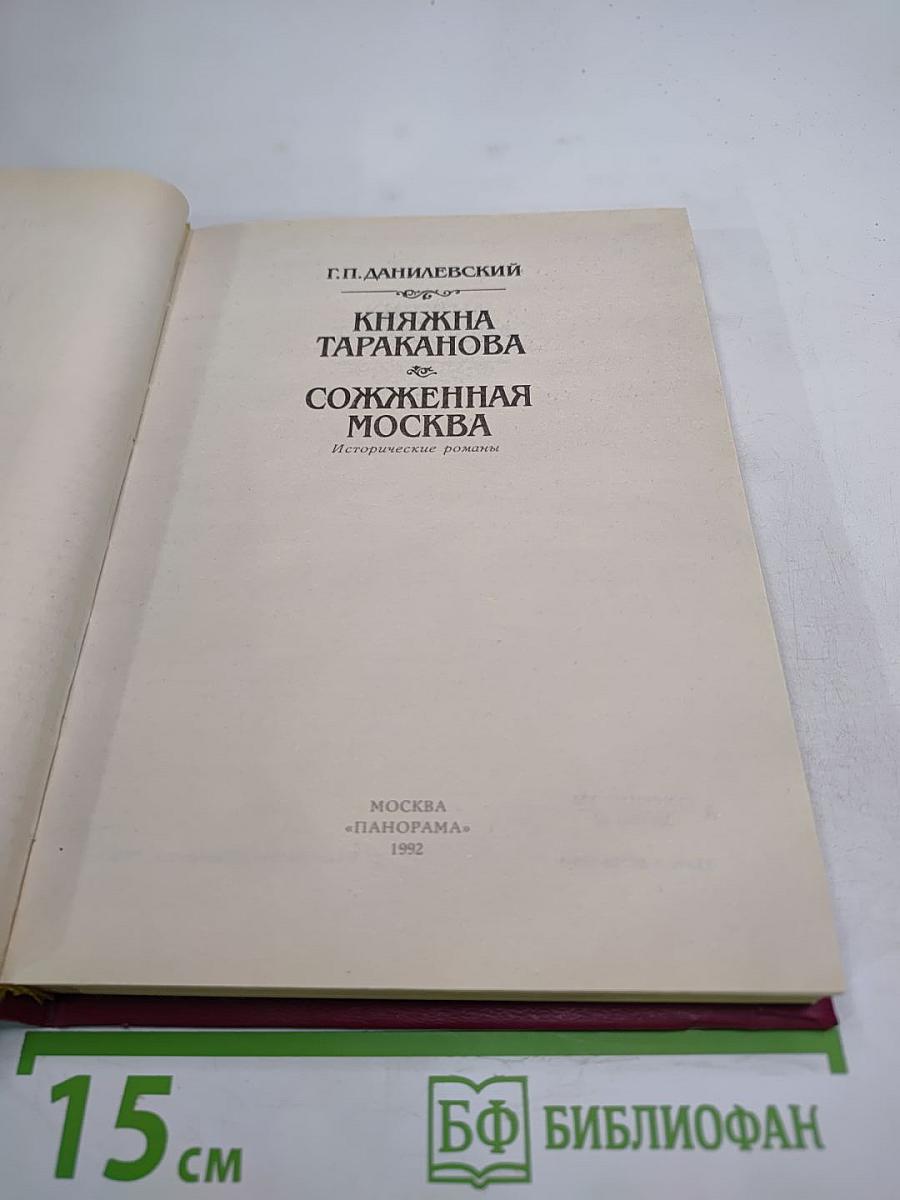 Г.П.ДАНИЛЕВСКИЙ
КНЯЖНА
ТАРАКАНОВА
СОЖЖЕННАЯ
МОСКВА
Исторические романы
МОСКВА
«ПАНОРАМА»
1992
15 см
БФ БИБЛИОФАН